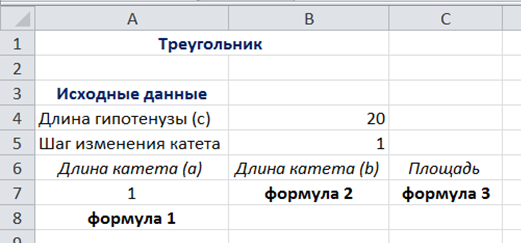 A B C
1 Треугольник
2
3 Исходные данные
4 Длина гипотенузы (с) 20
5 Шаг изменения катета 1
6 Длина катета (а) Длина катета (b) Площадь
7 1 формула 2 формула 3
8 формула 1
9